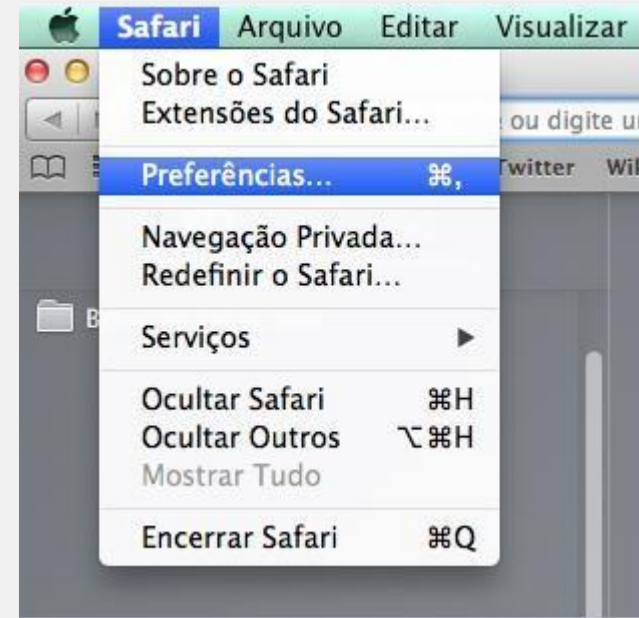 Safari Arquivo Editar Visualizar
Sobre o Safari
Extensões do Safari...
ou digite
Preferências... ⌘,
Twitter
Navegação Privada...
Redefinir o Safari...
Serviços ▶
Ocultar Safari ⌘H
Ocultar Outros ⌥⌘H
Mostrar Tudo
Encerrar Safari ⌘Q